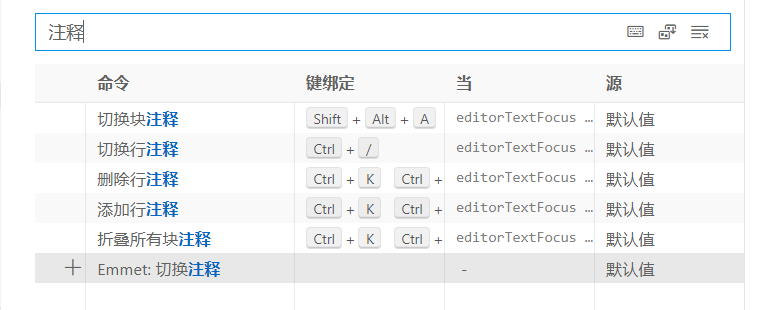 注释
命令 键绑定 当 源
切换块注释 Shift + Alt + A editorTextFocus … 默认值
切换行注释 Ctrl + / editorTextFocus … 默认值
删除行注释 Ctrl + K Ctrl + editorTextFocus … 默认值
添加行注释 Ctrl + K Ctrl + editorTextFocus … 默认值
折叠所有块注释 Ctrl + K Ctrl + editorTextFocus … 默认值
Emmet: 切换注释 - 默认值